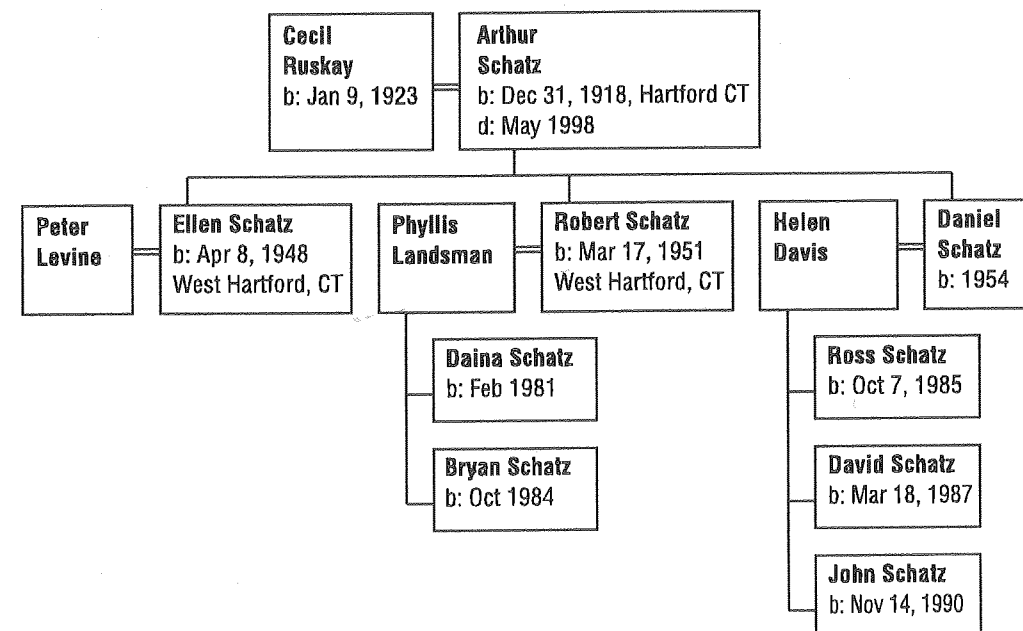 Cecil
Ruskay
b: Jan 9, 1923
Arthur
Schatz
b: Dec 31, 1918, Hartford CT
d: May 1998
Peter
Levine
Ellen Schatz
b: Apr 8, 1948
West Hartford, CT
Phyllis
Landsman
Robert Schatz
b: Mar 17, 1951
West Hartford, CT
Helen
Davis
Daniel
Schatz
b: 1954
Daina Schatz
b: Feb 1981
Bryan Schatz
b: Oct 1984
Ross Schatz
b: Oct 7, 1985
David Schatz
b: Mar 18, 1987
John Schatz
b: Nov 14, 1990